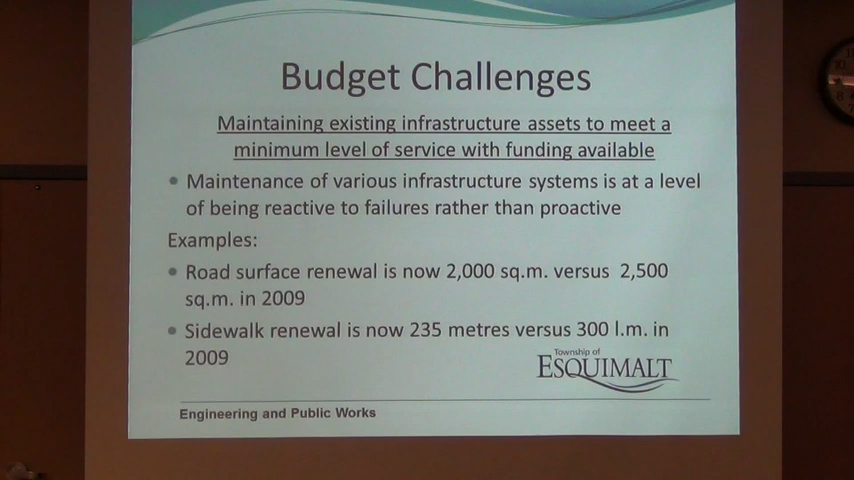 Budget Challenges
Maintaining existing infrastructure assets to meet a
minimum level of service with funding available
• Maintenance of various infrastructure systems is at a level
of being reactive to failures rather than proactive
Examples:
• Road surface renewal is now 2,000 sq.m. versus 2,500
sq.m. in 2009
• Sidewalk renewal is now 235 metres versus 300 l.m. in
2009
Township of
ESQUIMALT
Engineering and Public Works